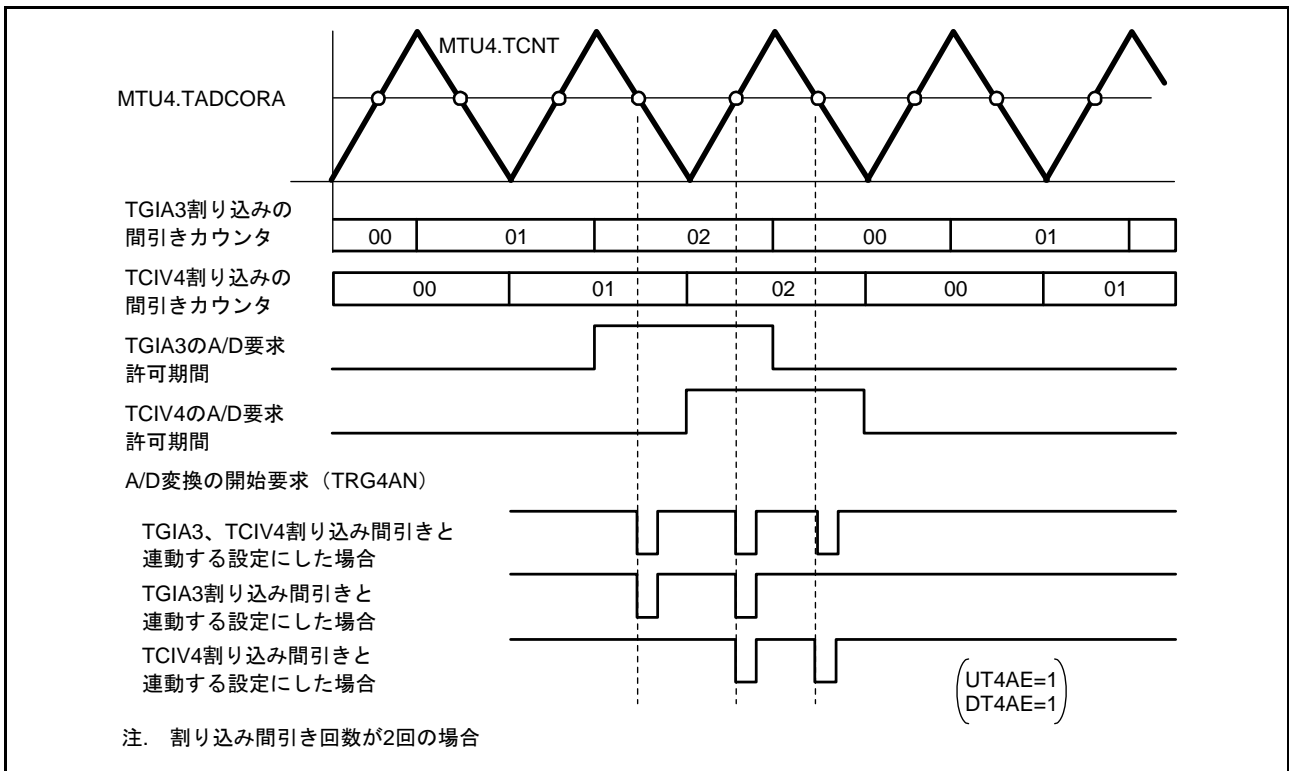 MTU4.TCNT
MTU4.TADCORA
TGIA3割り込みの
間引きカウンタ
00 01 02 00 01
TCIV4割り込みの
間引きカウンタ
00 01 02 00 01
TGIA3のA/D要求
許可期間
TCIV4のA/D要求
許可期間
A/D変換の開始要求（TRG4AN）
TGIA3、TCIV4割り込み間引きと
連動する設定にした場合
TGIA3割り込み間引きと
連動する設定にした場合
TCIV4割り込み間引きと
連動する設定にした場合
UT4AE=1
DT4AE=1
注. 割り込み間引き回数が2回の場合